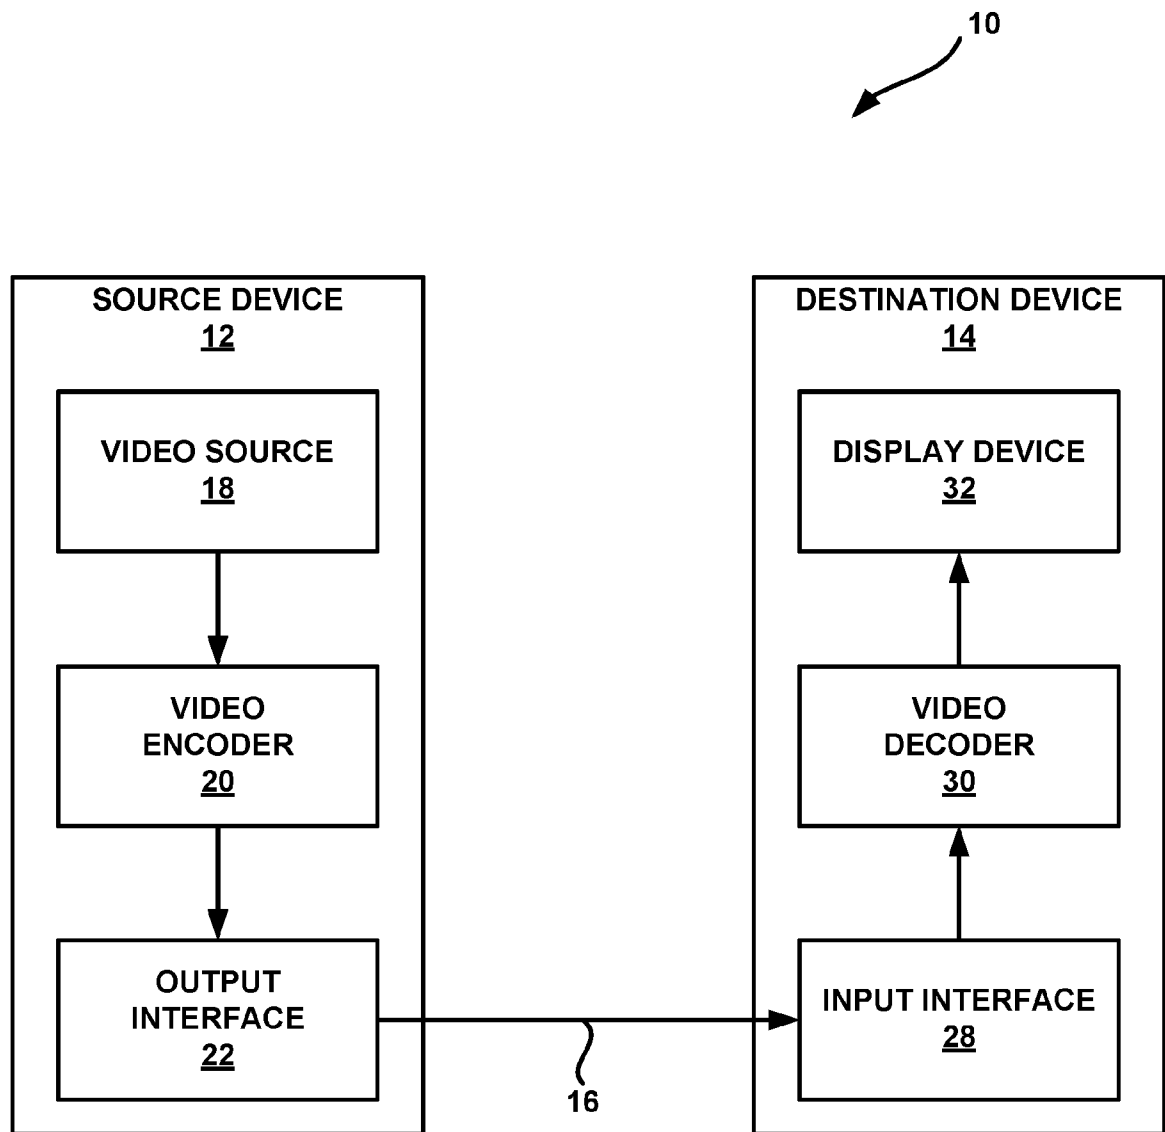 10
SOURCE DEVICE
12
VIDEO SOURCE
18
VIDEO
ENCODER
20
OUTPUT
INTERFACE
22
16
DESTINATION DEVICE
14
DISPLAY DEVICE
32
VIDEO
DECODER
30
INPUT INTERFACE
28